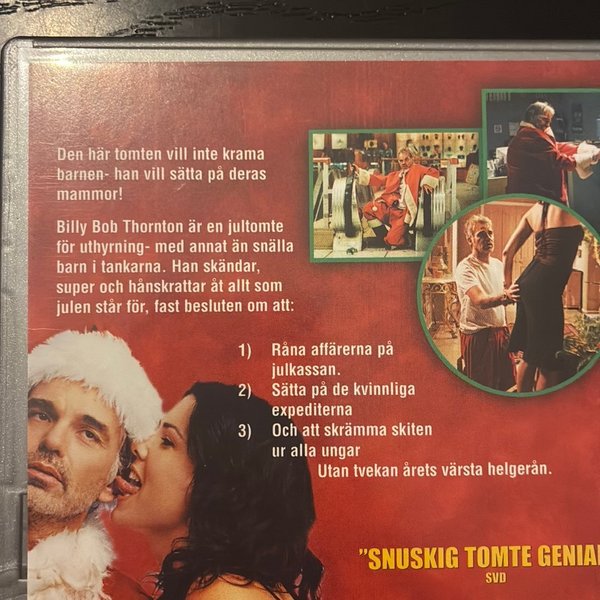 Den här tomten vill inte krama
barnen- han vill sätta på deras
mammor!
Billy Bob Thornton är en jultomte
för uthyrning- med annat än snälla
barn i tankarna. Han skändar,
super och hånskrattar åt allt som
julen står för, fast besluten om att:
1) Råna affärerna på
julkassan.
2) Sätta på de kvinnliga
expediterna
3) Och att skrämma skiten
ur alla ungar
Utan tvekan årets värsta helgerån.
”SNUSKIG TOMTE
SVD